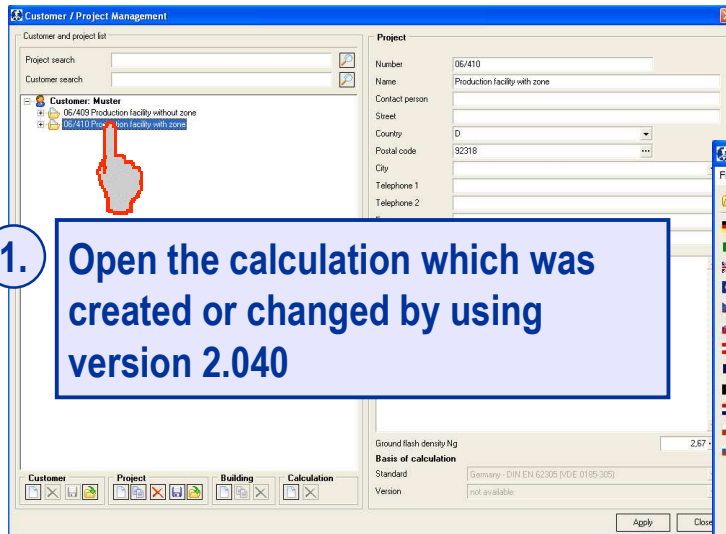 Customer / Project Management
Customer and project list
Project search
Customer search
Customer: Muster
06/409 Production facility without zone
06/410 Production facility with zone
Project
Number 06/410
Name Production facility with zone
Contact person
Street
Country D
Postal code 92318 ...
City
Telephone 1
Telephone 2
1.
Open the calculation which was
created or changed by using
version 2.040
Ground flash density Ng 2,67
Basis of calculation
Standard Germany - DIN EN 62305 (VDE 0185-305)
Version not available
Customer Project Building Calculation
Apply Close